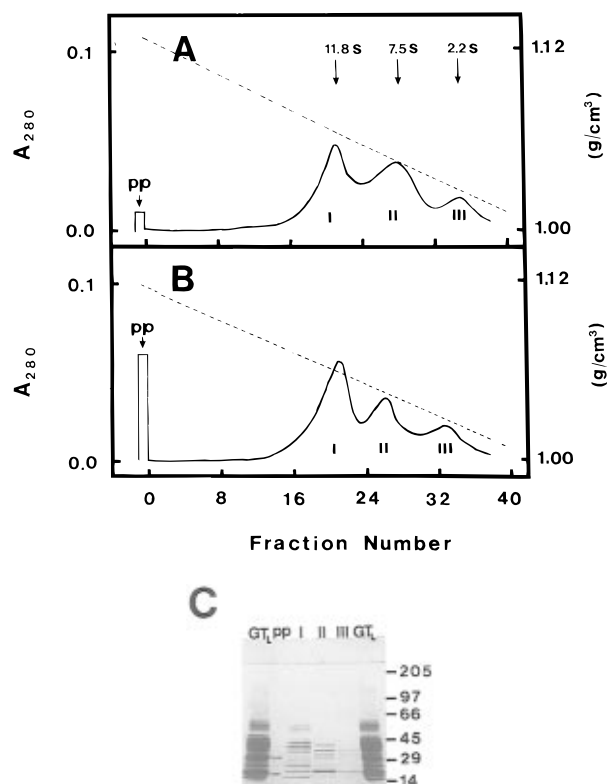 A
0.1
11.8 S 7.5 S 2.2 S
1.12
A280
(g/cm3)
pp
I II III
0.0
1.00
B
0.1
1.12
pp
A280
(g/cm3)
I II III
0.0
1.00
0 8 16 24 32 40
Fraction Number
C
GTL PP I II III GTL
205
97
66
45
29
14